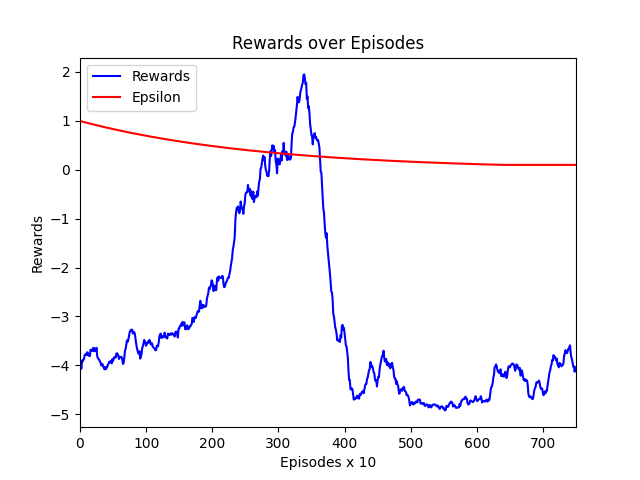 Rewards over Episodes
Rewards
Epsilon
2
1
0
−1
−2
−3
−4
−5
Rewards
0 100 200 300 400 500 600 700
Episodes x 10